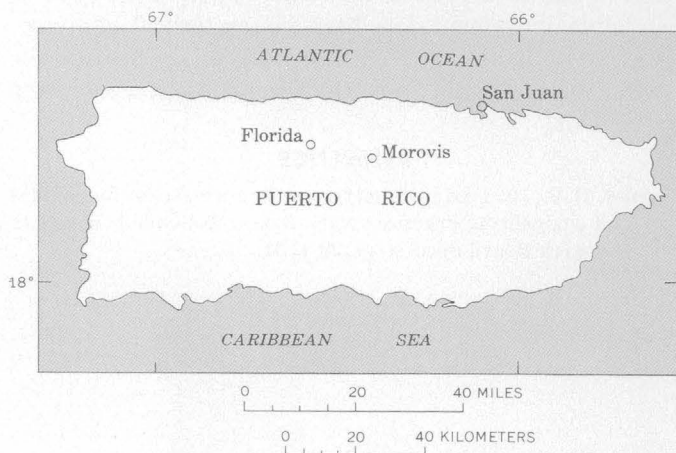 67° 66°
ATLANTIC OCEAN
San Juan
Florida
Morovis
PUERTO RICO
18°
CARIBBEAN SEA
0 20 40 MILES
0 20 40 KILOMETERS